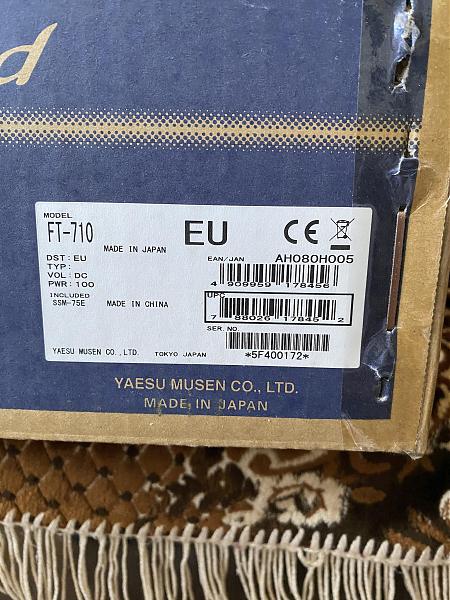 d
MODEL
FT-710
MADE IN JAPAN
EU CE
DST: EU
TYP:
VOL: DC
PWR: 100
INCLUDED
SSM-75E
MADE IN CHINA
YAESU MUSEN CO.,LTD.
TOKYO JAPAN
EAN/JAN
AH080H005
4 909959 178456
UPC
7 88026 17845 2
SER. NO.
*5F400172*
YAESU MUSEN CO., LTD.
MADE IN JAPAN